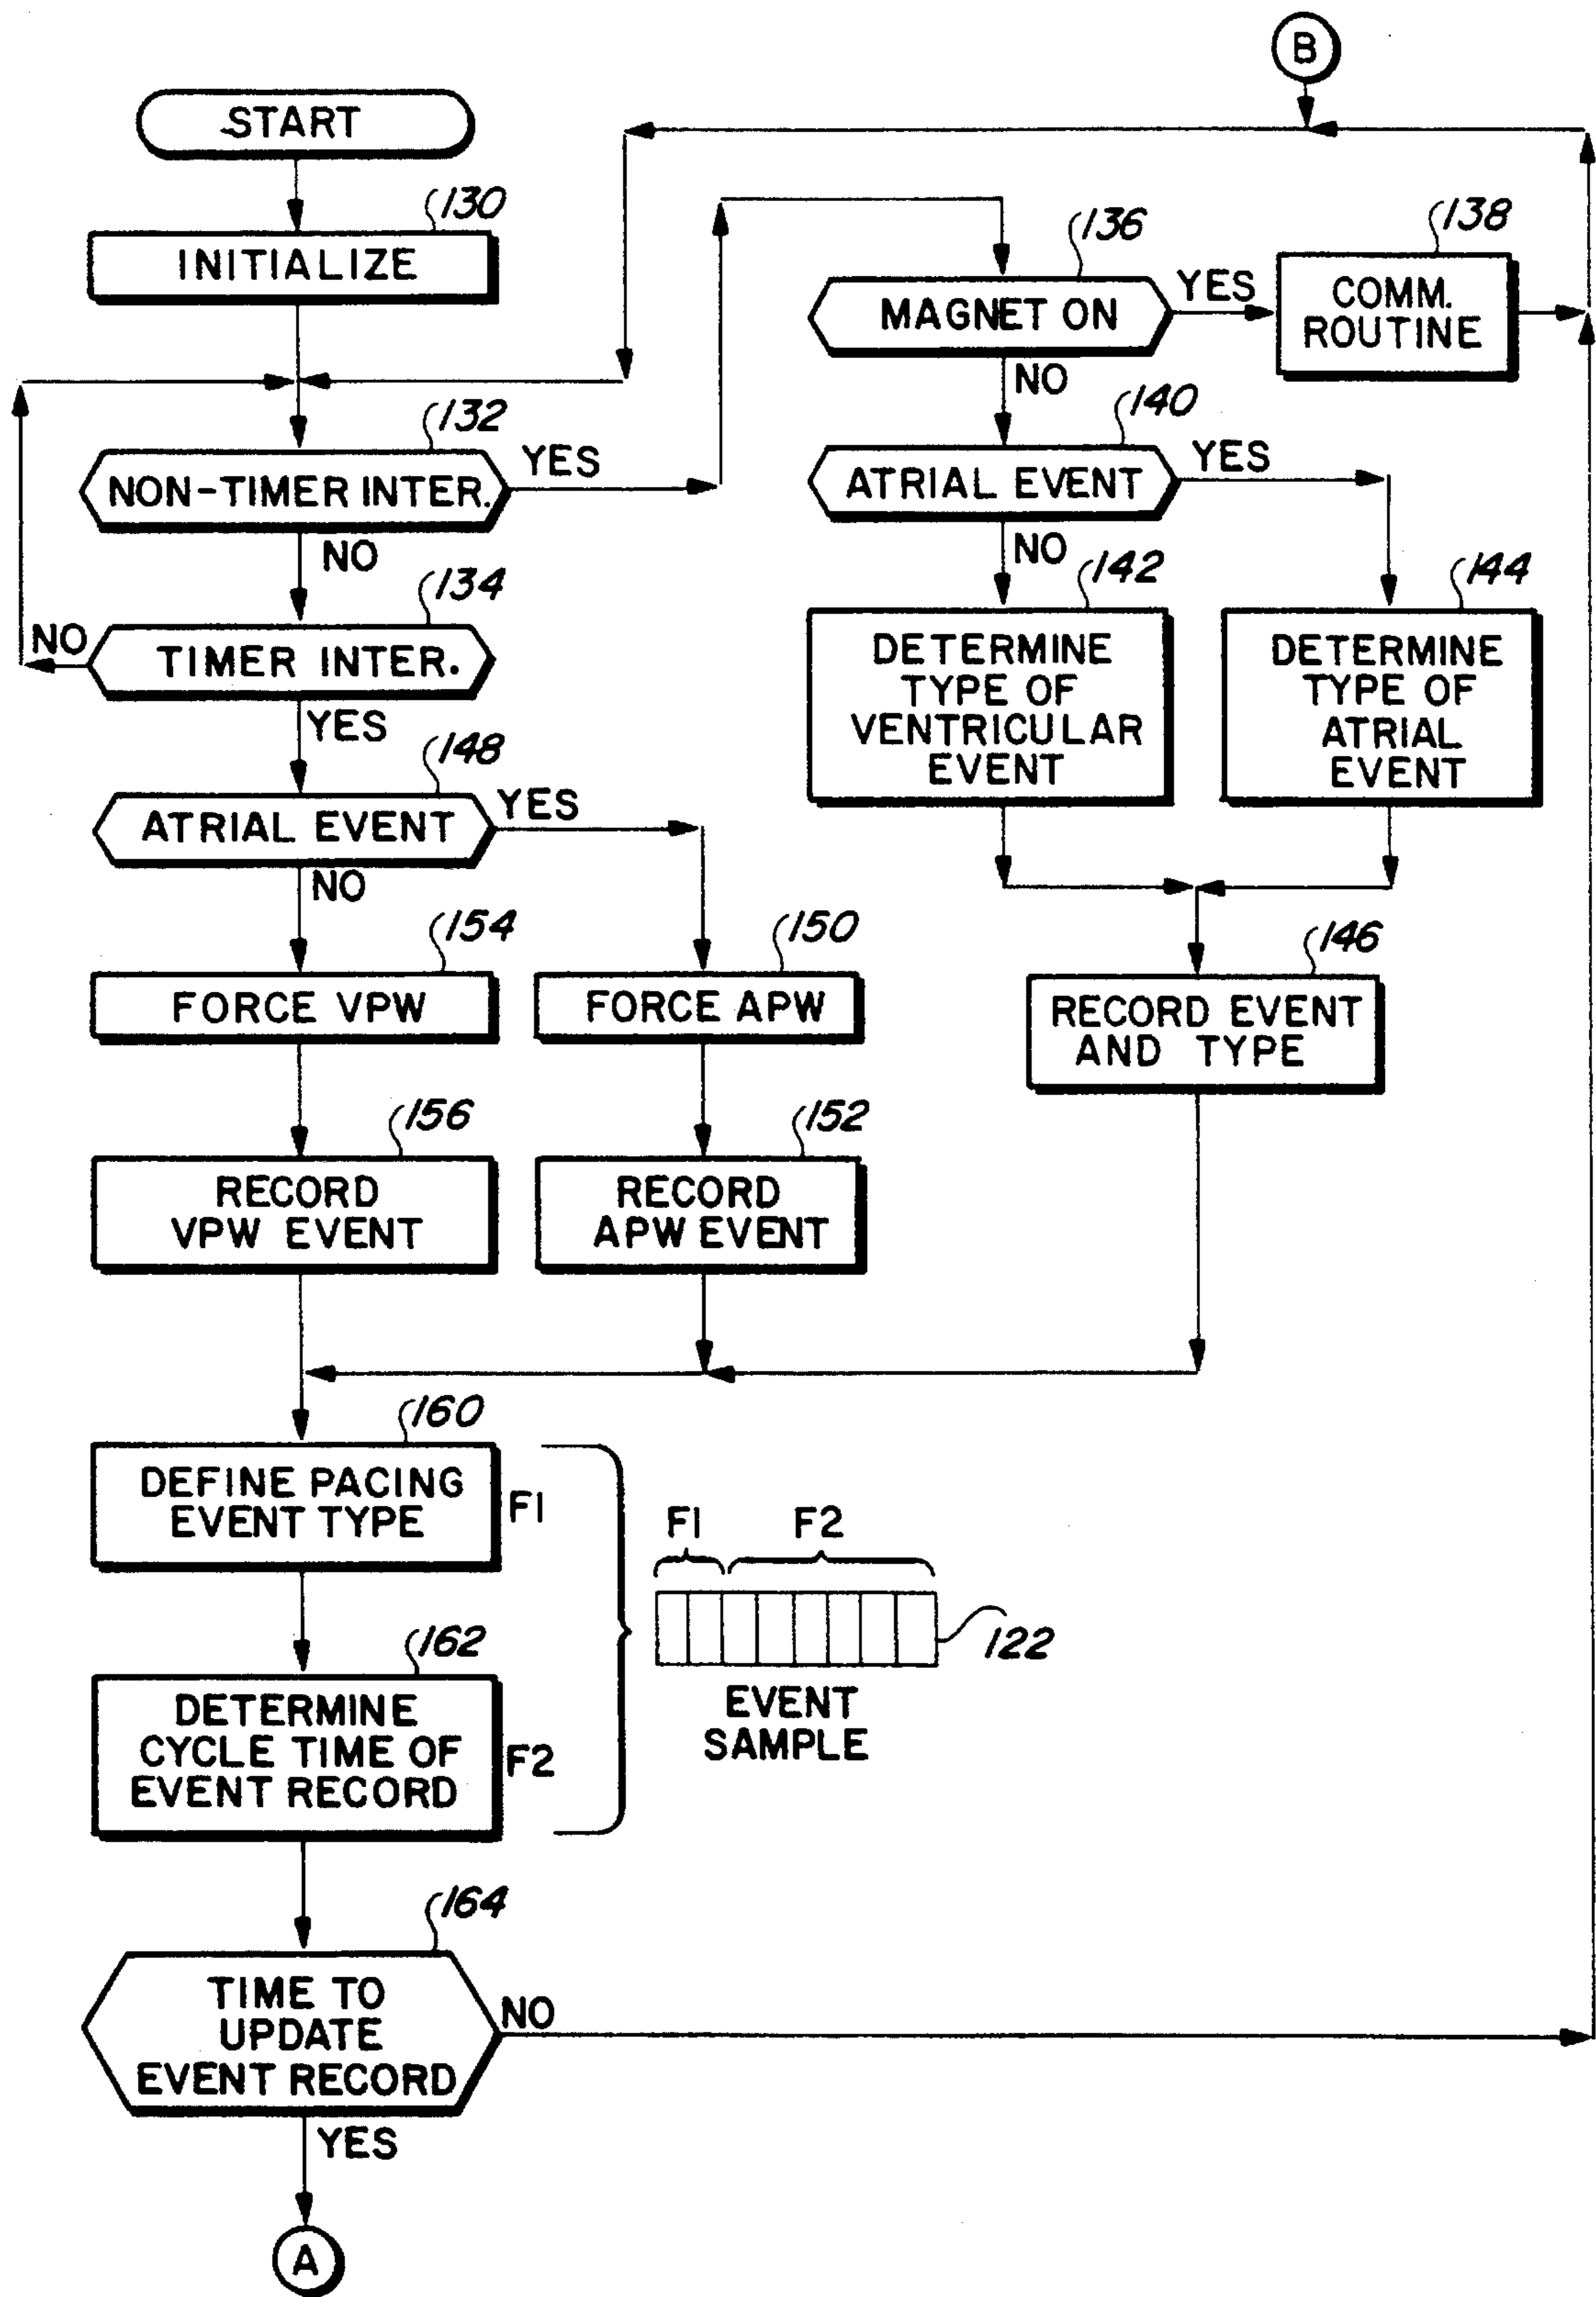 B
START
130
INITIALIZE
132
NON-TIMER INTER.
YES
NO
134
TIMER INTER.
NO
YES
136
MAGNET ON
YES
NO
138
COMM.
ROUTINE
140
ATRIAL EVENT
YES
NO
142
DETERMINE
TYPE OF
VENTRICULAR
EVENT
144
DETERMINE
TYPE OF
ATRIAL
EVENT
146
RECORD EVENT
AND TYPE
148
ATRIAL EVENT
YES
NO
154
FORCE VPW
150
FORCE APW
156
RECORD
VPW EVENT
152
RECORD
APW EVENT
160
DEFINE PACING
EVENT TYPE
F1
162
DETERMINE
CYCLE TIME OF
EVENT RECORD
F2
F1
F2
122
EVENT
SAMPLE
164
TIME TO
UPDATE
EVENT RECORD
NO
YES
A